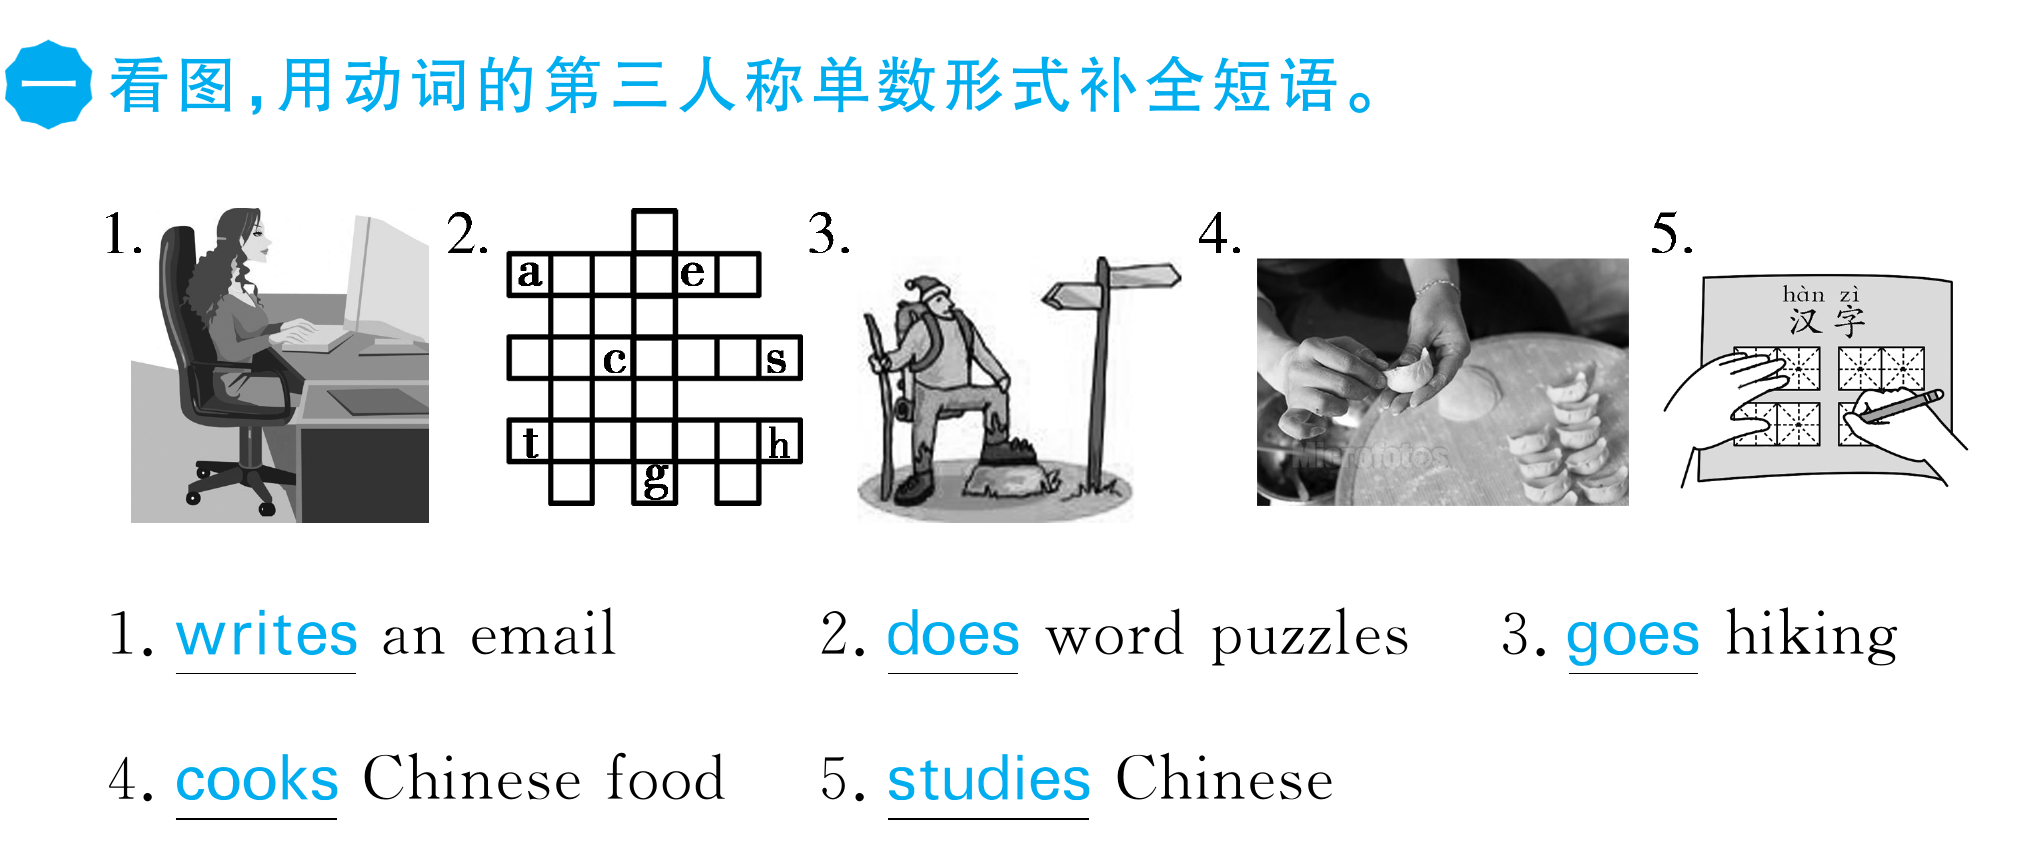 一 看图,用动词的第三人称单数形式补全短语。
1. 2. 3. 4. 5.
a e
c s
t h
g
hàn zì
汉字
Microfotos
1. writes an email 2. does word puzzles 3. goes hiking
4. cooks Chinese food 5. studies Chinese